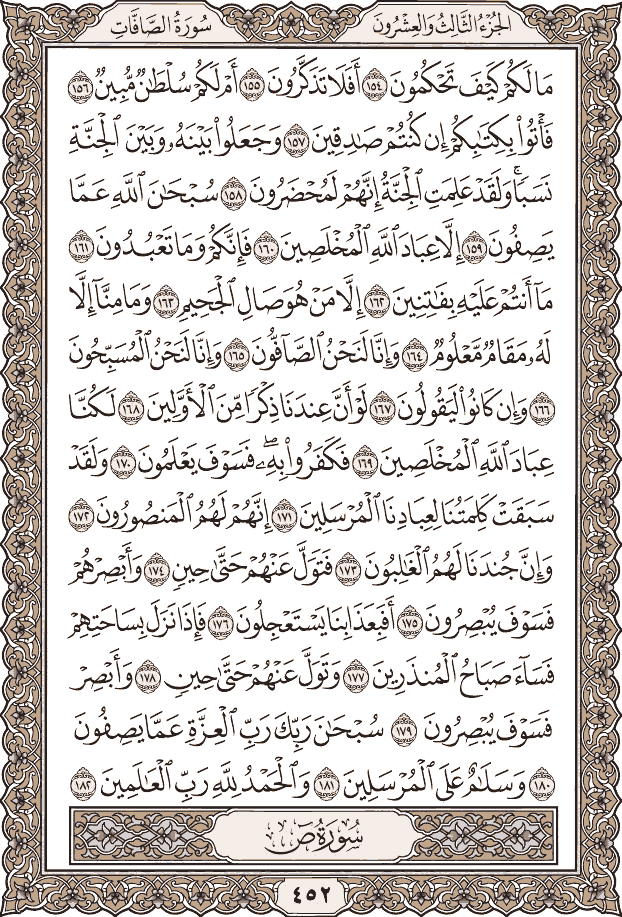 سُورَةُ الصَّافَّاتِ
الجُزْءُ الثَّالِثُ وَالعِشْرُونَ
مَا لَكُمْ كَيْفَ تَحْكُمُونَ ١٥٤ أَفَلَا تَذَكَّرُونَ ١٥٥ أَمْ لَكُمْ سُلْطَٰنٌ مُّبِينٌ ١٥٦
فَأْتُوا۟ بِكِتَٰبِكُمْ إِن كُنتُمْ صَٰدِقِينَ ١٥٧ وَجَعَلُوا۟ بَيْنَهُۥ وَبَيْنَ ٱلْجِنَّةِ
نَسَبًا ۚ وَلَقَدْ عَلِمَتِ ٱلْجِنَّةُ إِنَّهُمْ لَمُحْضَرُونَ ١٥٨ سُبْحَٰنَ ٱللَّهِ عَمَّا
يَصِفُونَ ١٥٩ إِلَّا عِبَادَ ٱللَّهِ ٱلْمُخْلَصِينَ ١٦٠ فَإِنَّكُمْ وَمَا تَعْبُدُونَ ١٦١
مَآ أَنتُمْ عَلَيْهِ بِفَٰتِنِينَ ١٦٢ إِلَّا مَنْ هُوَ صَالِ ٱلْجَحِيمِ ١٦٣ وَمَا مِنَّآ إِلَّا
لَهُۥ مَقَامٌ مَّعْلُومٌ ١٦٤ وَإِنَّا لَنَحْنُ ٱلصَّآفُّونَ ١٦٥ وَإِنَّا لَنَحْنُ ٱلْمُسَبِّحُونَ
١٦٦ وَإِن كَانُوا۟ لَيَقُولُونَ ١٦٧ لَوْ أَنَّ عِندَنَا ذِكْرًا مِّنَ ٱلْأَوَّلِينَ ١٦٨ لَكُنَّا
عِبَادَ ٱللَّهِ ٱلْمُخْلَصِينَ ١٦٩ فَكَفَرُوا۟ بِهِۦ ۖ فَسَوْفَ يَعْلَمُونَ ١٧٠ وَلَقَدْ
سَبَقَتْ كَلِمَتُنَا لِعِبَادِنَا ٱلْمُرْسَلِينَ ١٧١ إِنَّهُمْ لَهُمُ ٱلْمَنصُورُونَ ١٧٢
وَإِنَّ جُندَنَا لَهُمُ ٱلْغَٰلِبُونَ ١٧٣ فَتَوَلَّ عَنْهُمْ حَتَّىٰ حِينٍ ١٧٤ وَأَبْصِرْهُمْ
فَسَوْفَ يُبْصِرُونَ ١٧٥ أَفَبِعَذَابِنَا يَسْتَعْجِلُونَ ١٧٦ فَإِذَا نَزَلَ بِسَاحَتِهِمْ
فَسَآءَ صَبَاحُ ٱلْمُنذَرِينَ ١٧٧ وَتَوَلَّ عَنْهُمْ حَتَّىٰ حِينٍ ١٧٨ وَأَبْصِرْ
فَسَوْفَ يُبْصِرُونَ ١٧٩ سُبْحَٰنَ رَبِّكَ رَبِّ ٱلْعِزَّةِ عَمَّا يَصِفُونَ
١٨٠ وَسَلَٰمٌ عَلَى ٱلْمُرْسَلِينَ ١٨١ وَٱلْحَمْدُ لِلَّهِ رَبِّ ٱلْعَٰلَمِينَ ١٨٢
سُورَةُ ص
٤٥٢